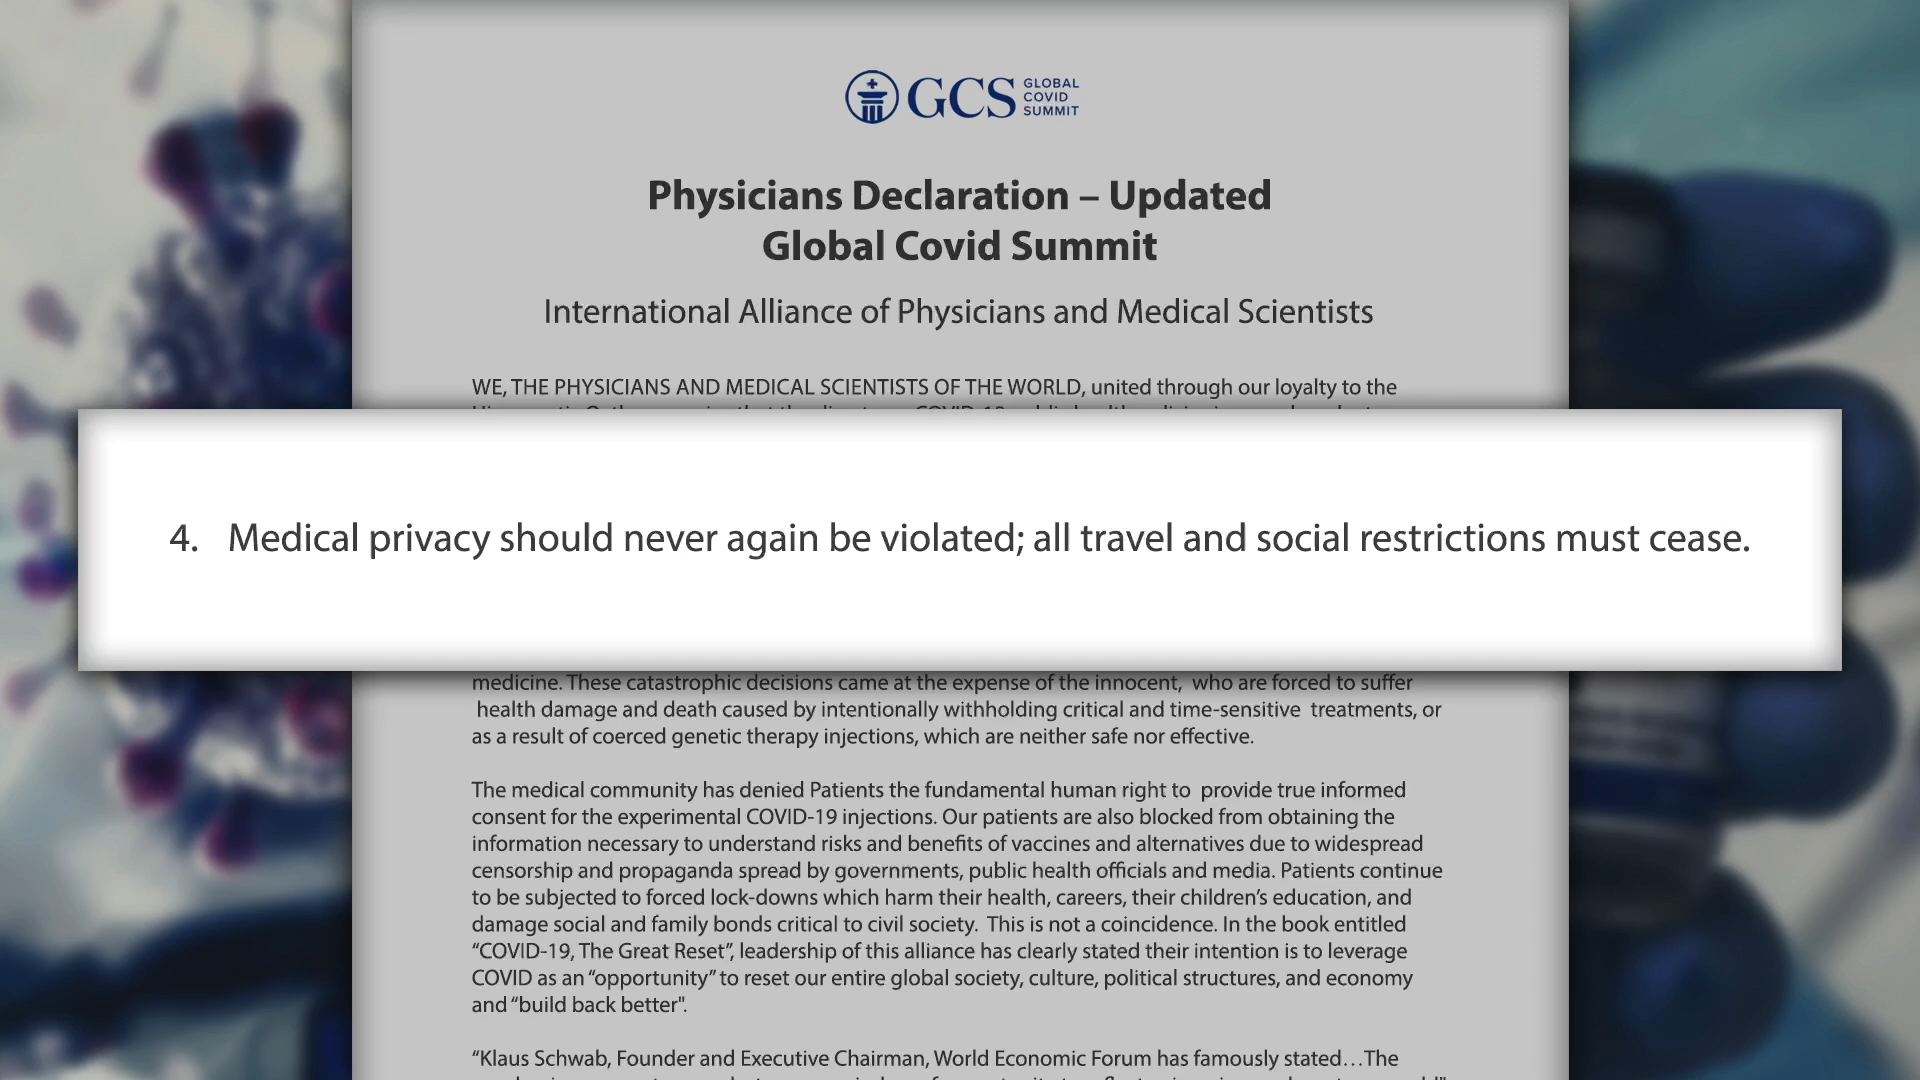 GCS GLOBAL
COVID
SUMMIT
Physicians Declaration – Updated
Global Covid Summit
International Alliance of Physicians and Medical Scientists
WE, THE PHYSICIANS AND MEDICAL SCIENTISTS OF THE WORLD, united through our loyalty to the
4. Medical privacy should never again be violated; all travel and social restrictions must cease.
medicine. These catastrophic decisions came at the expense of the innocent, who are forced to suffer
health damage and death caused by intentionally withholding critical and time-sensitive treatments, or
as a result of coerced genetic therapy injections, which are neither safe nor effective.
The medical community has denied Patients the fundamental human right to provide true informed
consent for the experimental COVID-19 injections. Our patients are also blocked from obtaining the
information necessary to understand risks and benefits of vaccines and alternatives due to widespread
censorship and propaganda spread by governments, public health officials and media. Patients continue
to be subjected to forced lock-downs which harm their health, careers, their children’s education, and
damage social and family bonds critical to civil society. This is not a coincidence. In the book entitled
“COVID-19, The Great Reset”, leadership of this alliance has clearly stated their intention is to leverage
COVID as an “opportunity” to reset our entire global society, culture, political structures, and economy
and “build back better".
“Klaus Schwab, Founder and Executive Chairman, World Economic Forum has famously stated…The